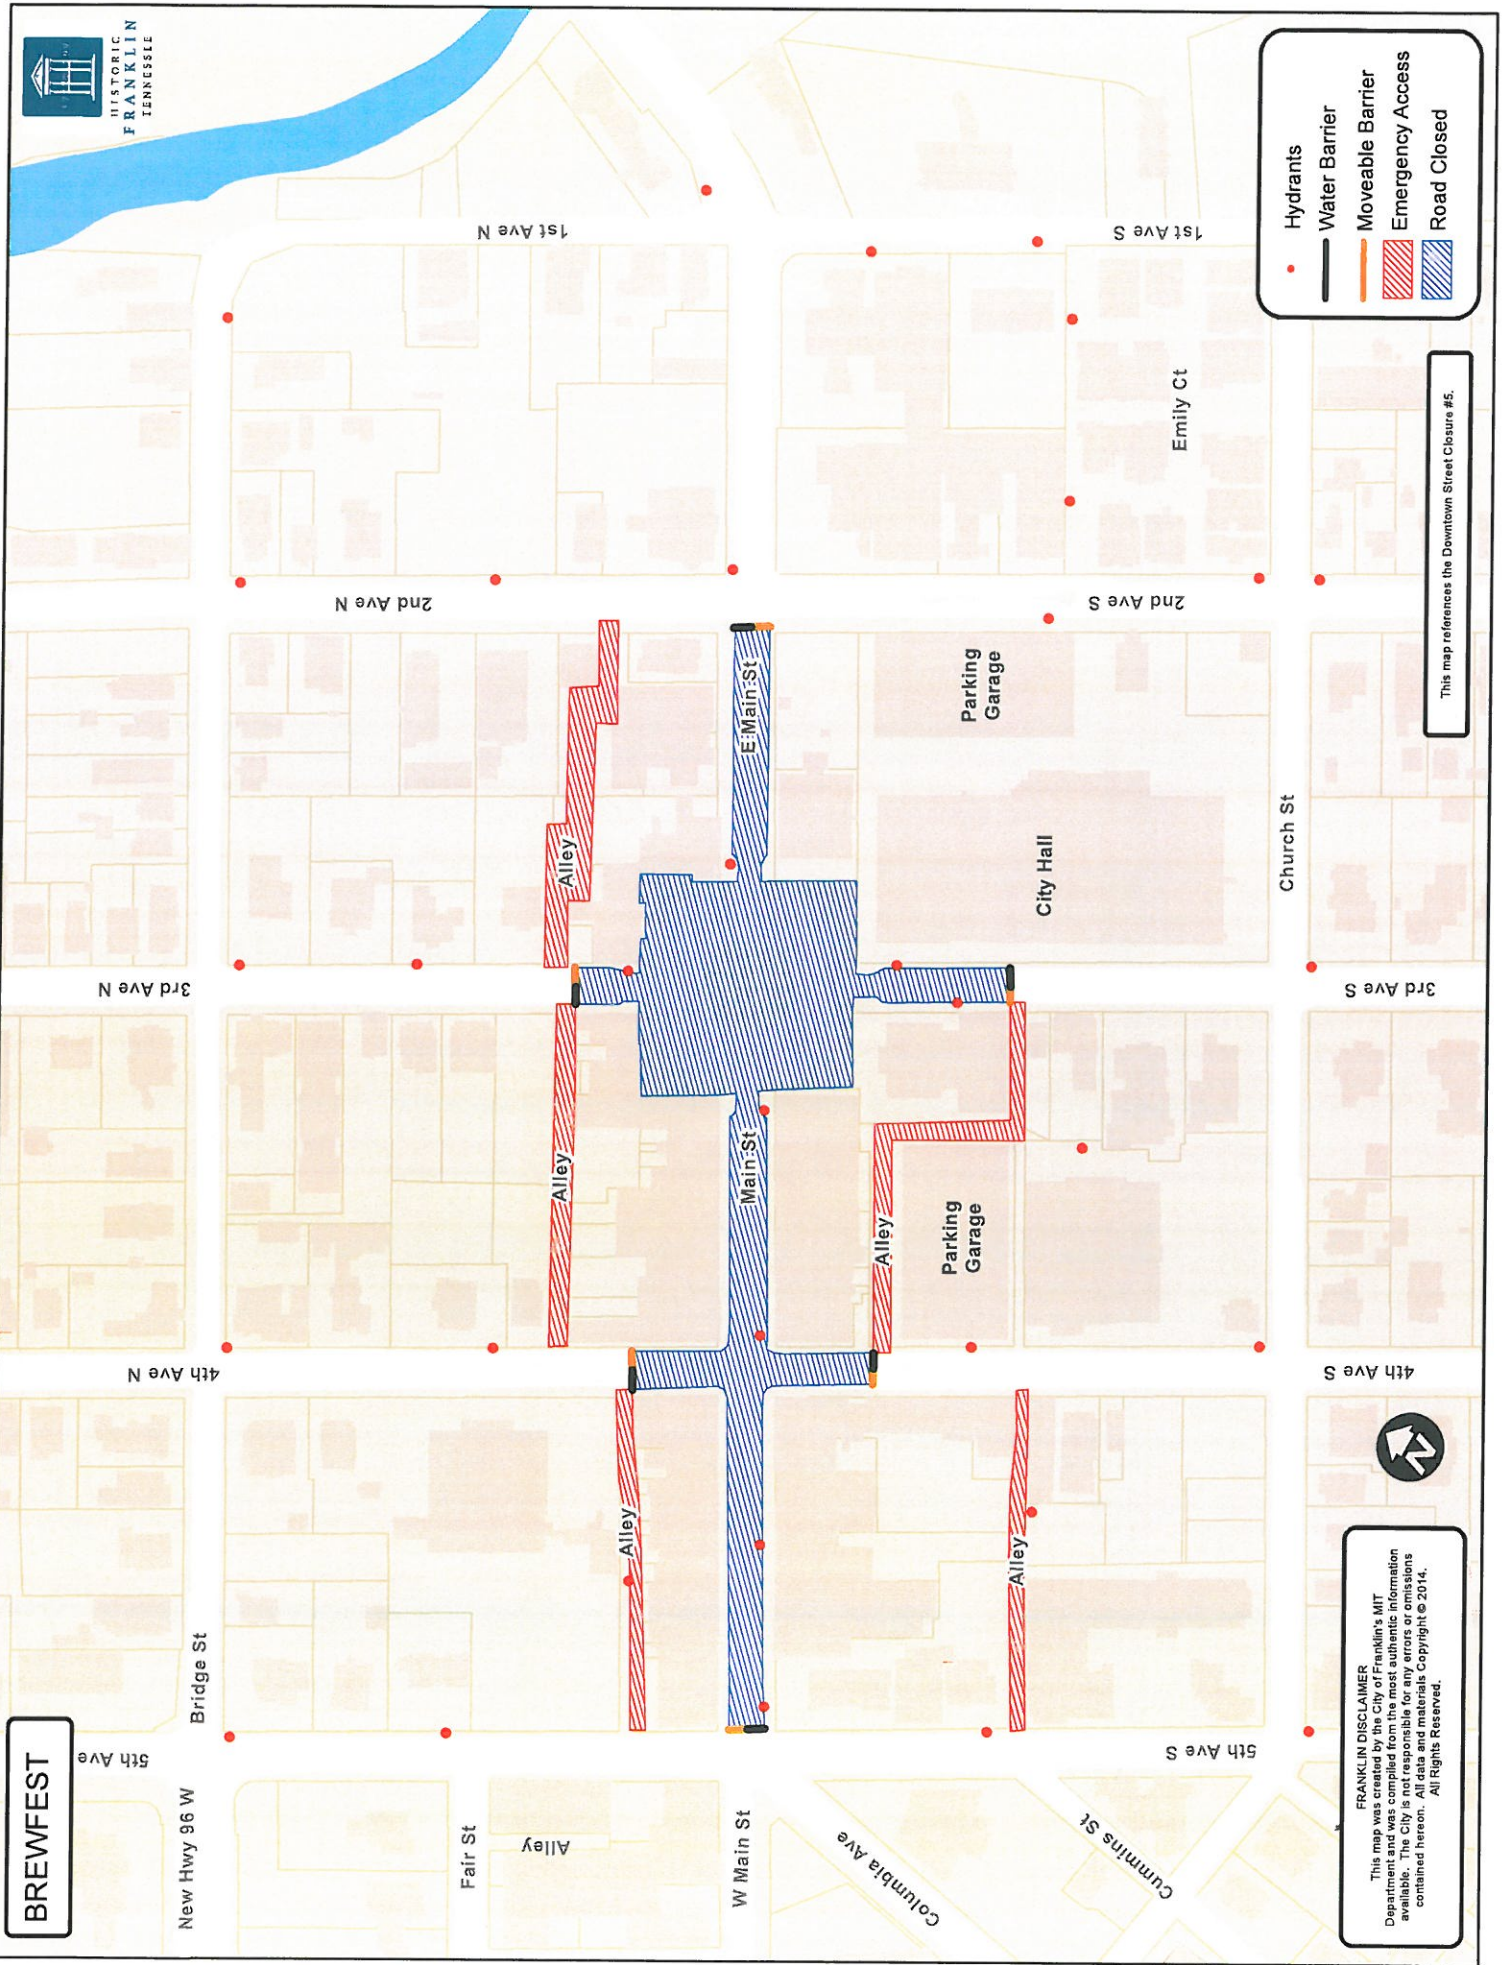 BREWFEST
HISTORIC
FRANKLIN
TENNESSEE
5th Ave
Bridge St
4th Ave N
3rd Ave N
2nd Ave N
1st Ave N
New Hwy 96 W
Fair St
Alley
Alley
Alley
Alley
W Main St
Main St
E Main St
Columbia Ave
Cummins St
Alley
Alley
Parking
Garage
City Hall
Parking
Garage
Emily Ct
5th Ave S
4th Ave S
3rd Ave S
2nd Ave S
1st Ave S
Church St
FRANKLIN DISCLAIMER
This map was created by the City of Franklin's MIT
Department and was compiled from the most authentic information
available. The City is not responsible for any errors or omissions
contained hereon. All data and materials Copyright © 2014.
All Rights Reserved.
N
This map references the Downtown Street Closure #5.
Hydrants
Water Barrier
Moveable Barrier
Emergency Access
Road Closed